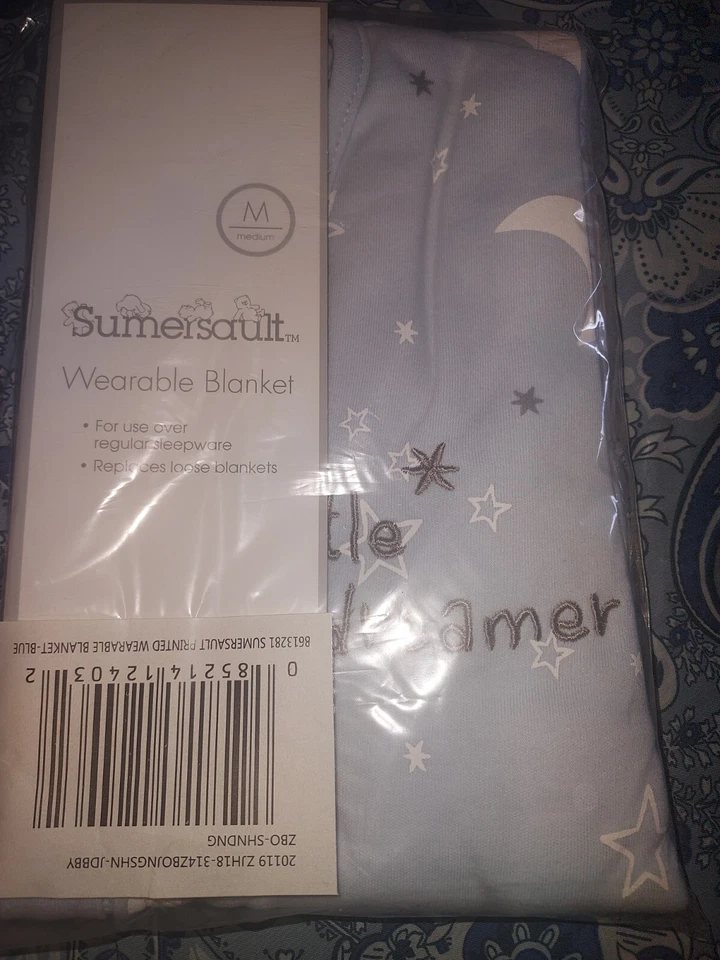 M
medium
Sumersault™
Wearable Blanket
• For use over
regular sleepware
• Replaces loose blankets
tle
dreamer
8613281 SUMERSAULT PRINTED WEARABLE BLANKET-BLUE
0 85214 12403 2
ZBO-SHNDNG
20119 ZJH18-314ZBOJNGSHN-JDBBY